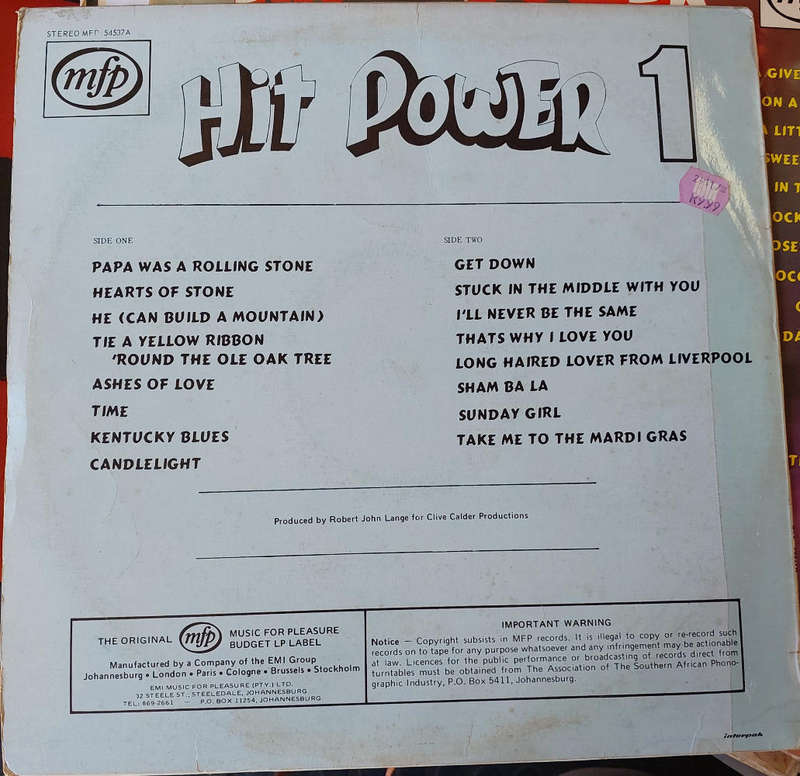 STEREO MFP 54537A
mfp
Hit Power 1
SIDE ONE
PAPA WAS A ROLLING STONE
HEARTS OF STONE
HE (CAN BUILD A MOUNTAIN)
TIE A YELLOW RIBBON
'ROUND THE OLE OAK TREE
ASHES OF LOVE
TIME
KENTUCKY BLUES
CANDLELIGHT
SIDE TWO
GET DOWN
STUCK IN THE MIDDLE WITH YOU
I'LL NEVER BE THE SAME
THATS WHY I LOVE YOU
LONG HAIRED LOVER FROM LIVERPOOL
SHAM BA LA
SUNDAY GIRL
TAKE ME TO THE MARDI GRAS
Produced by Robert John Lange for Clive Calder Productions
THE ORIGINAL mfp MUSIC FOR PLEASURE
BUDGET LP LABEL
Manufactured by a Company of the EMI Group
Johannesburg • London • Paris • Cologne • Brussels • Stockholm
EMI MUSIC FOR PLEASURE (PTY.) LTD.
32 STEELE ST., STEELEDALE, JOHANNESBURG
TEL: 869-2661 — P.O. BOX 11254, JOHANNESBURG
IMPORTANT WARNING
Notice — Copyright subsists in MFP records. It is illegal to copy or re-record such
records on to tape for any purpose whatsoever and any infringement may be actionable
at law. Licences for the public performance or broadcasting of records direct from
turntables must be obtained from The Association of The Southern African Phono-
graphic Industry, P.O. Box 5411, Johannesburg.
interpak
GIVE
ON A
LITT
SWEE
IN T